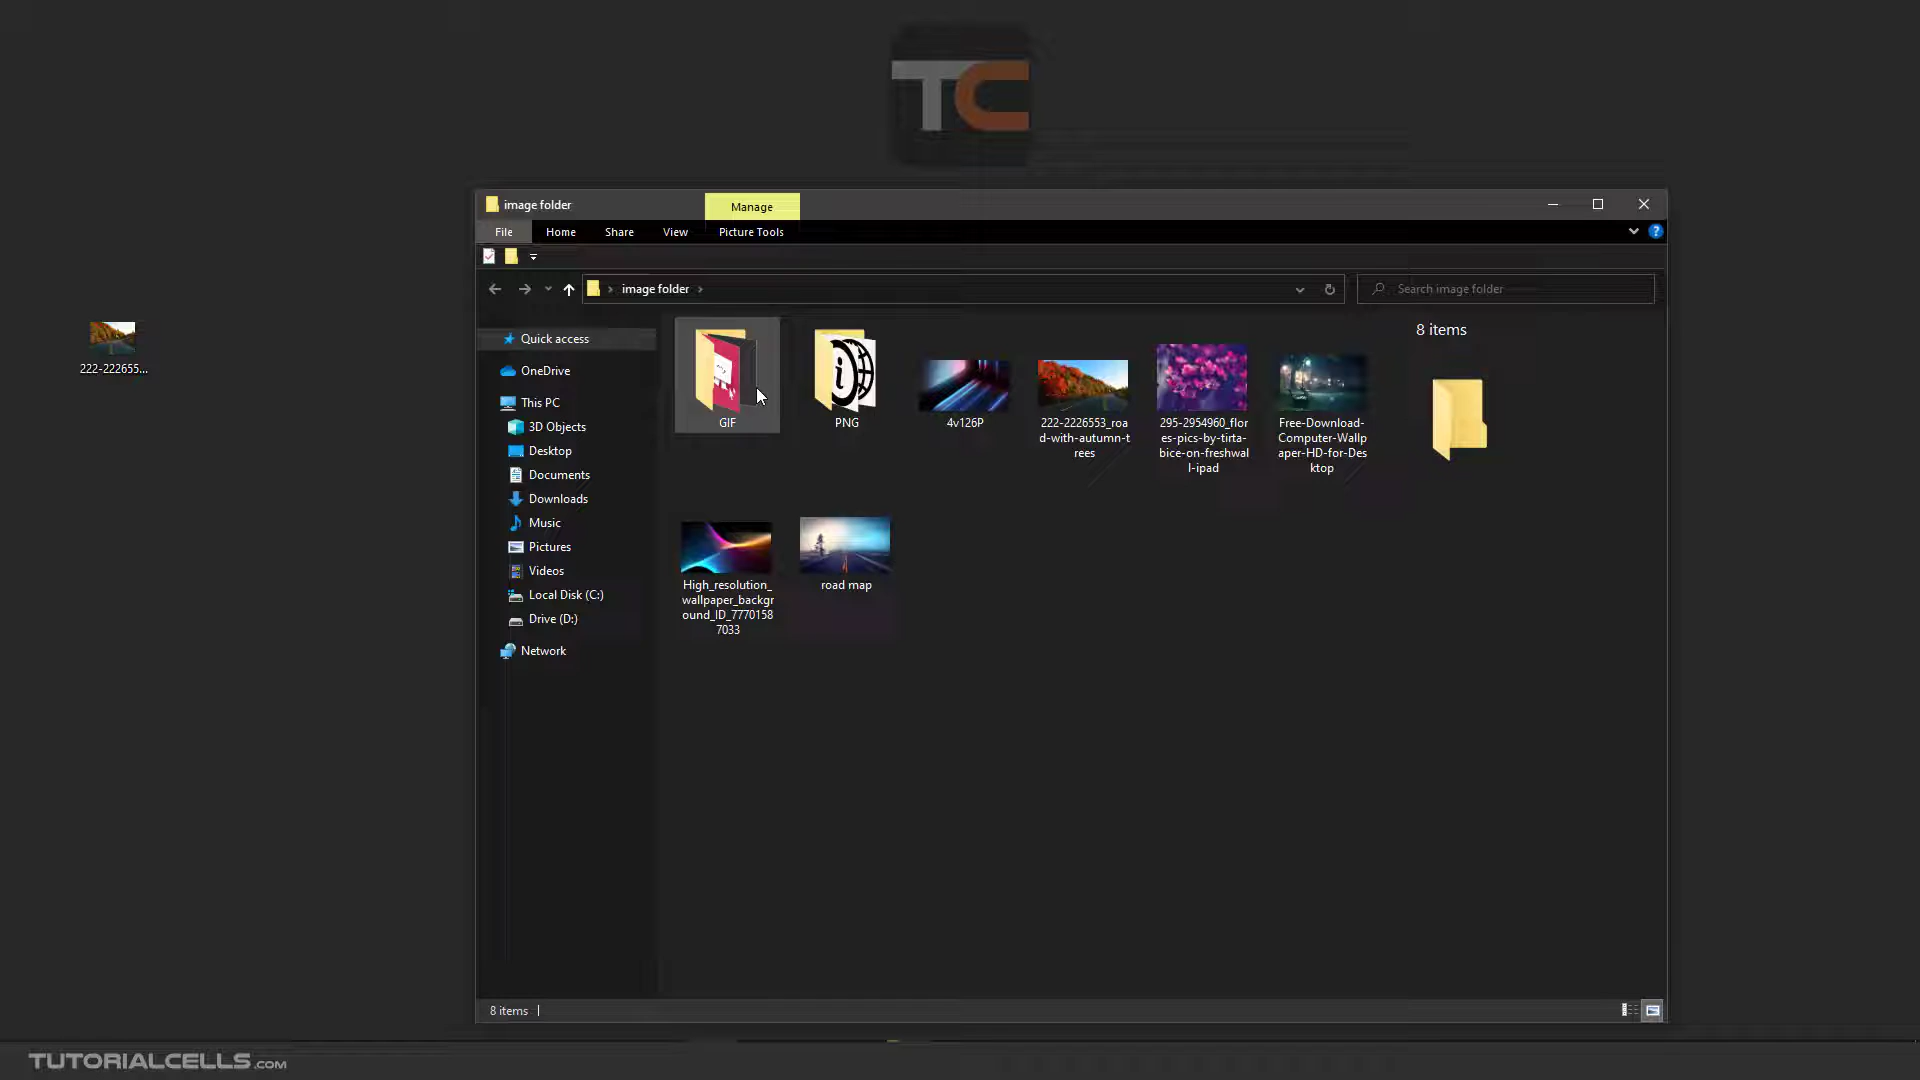 TC
image folder
Manage
File
Home
Share
View
Picture Tools
?
image folder
Search image folder
222-222655...
Quick access
OneDrive
This PC
3D Objects
Desktop
Documents
Downloads
Music
Pictures
Videos
Local Disk (C:)
Drive (D:)
Network
GIF
PNG
4v126P
222-2226553_roa
d-with-autumn-t
rees
295-2954960_flor
es-pics-by-tirta-
bice-on-freshwal
l-ipad
Free-Download-
Computer-Wallp
aper-HD-for-Des
ktop
8 items
High_resolution_
wallpaper_backgr
ound_ID_7770158
7033
road map
8 items
TUTORIALCELLS.COM